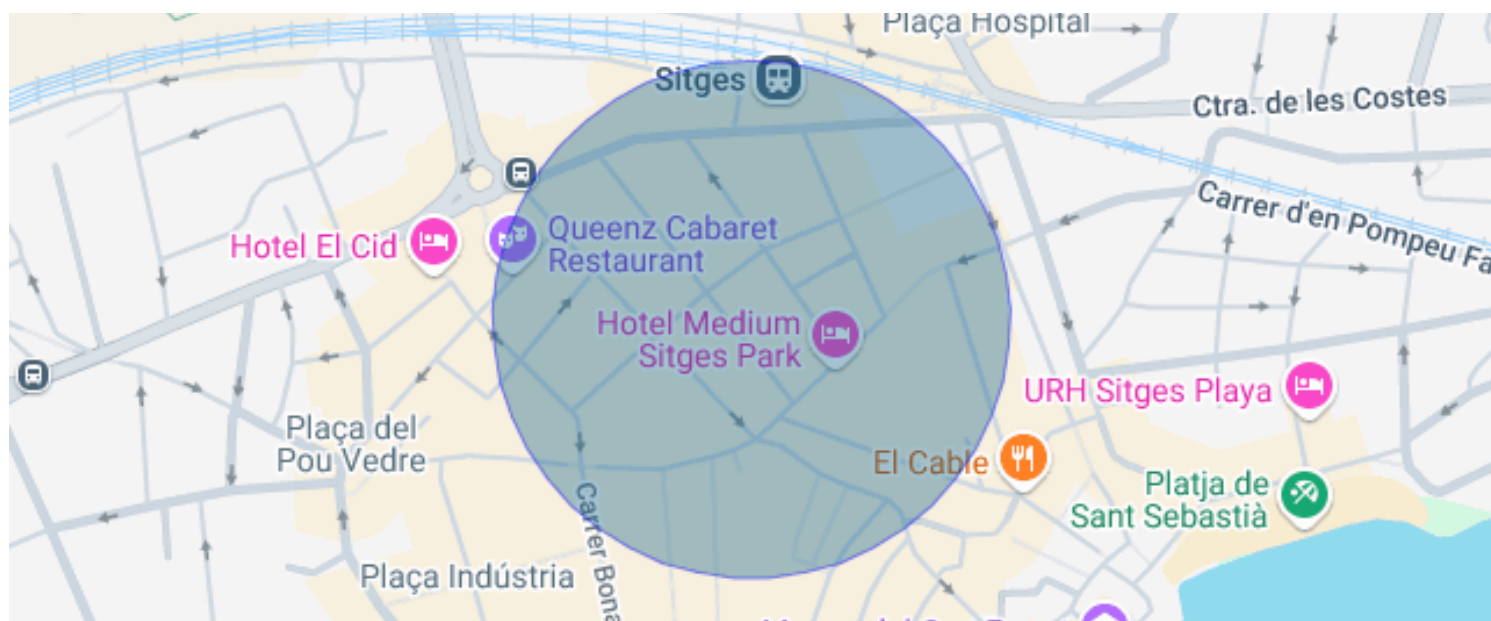 Plaça Hospital
Sitges
Ctra. de les Costes
Carrer d'en Pompeu Fa
Queenz Cabaret
Restaurant
Hotel El Cid
Hotel Medium
Sitges Park
URH Sitges Playa
Plaça del
Pou Vedre
El Cable
Platja de
Sant Sebastià
Carrer Bona
Plaça Indústria